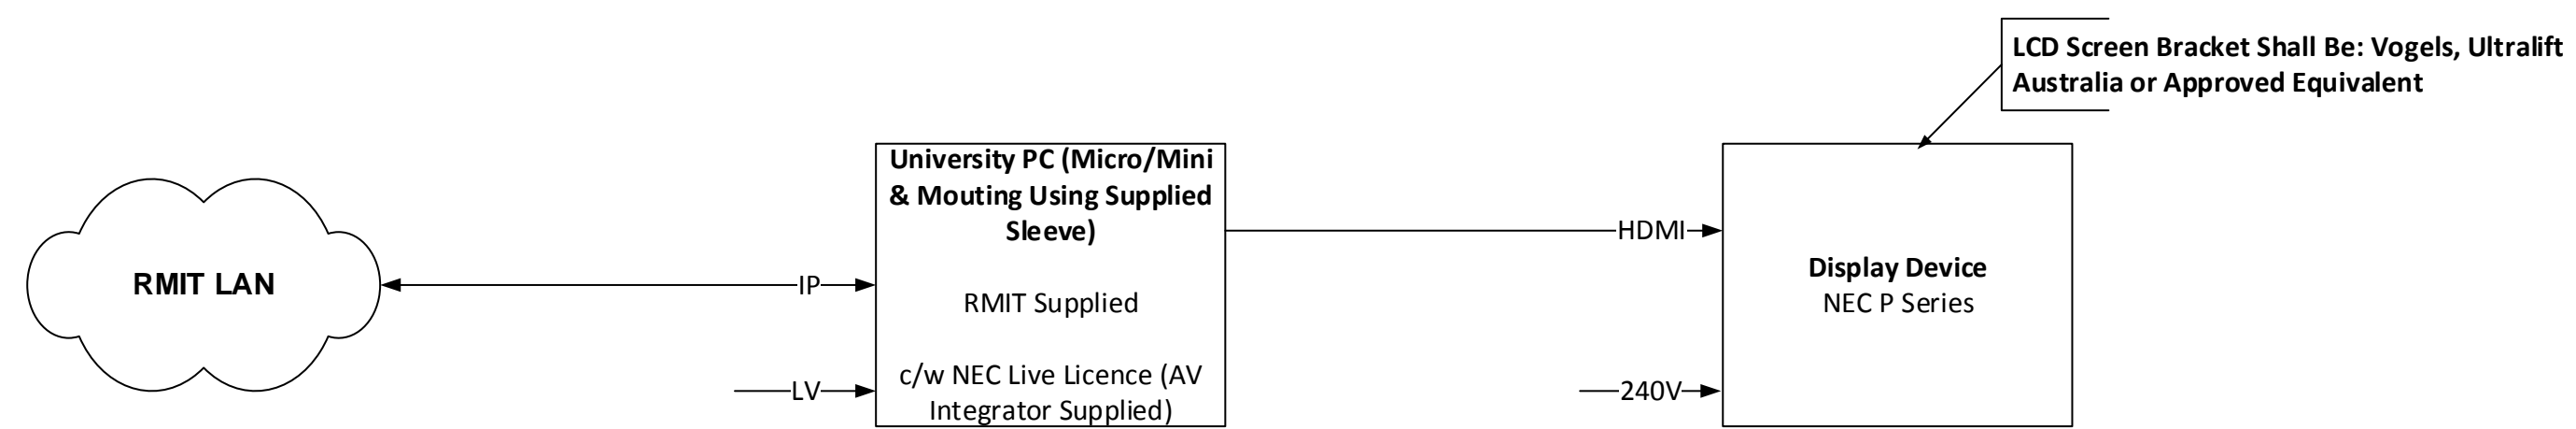 LCD Screen Bracket Shall Be: Vogels, Ultralift
Australia or Approved Equivalent
RMIT LAN
IP
LV
University PC (Micro/Mini
& Mouting Using Supplied
Sleeve)
RMIT Supplied
c/w NEC Live Licence (AV
Integrator Supplied)
HDMI
240V
Display Device
NEC P Series